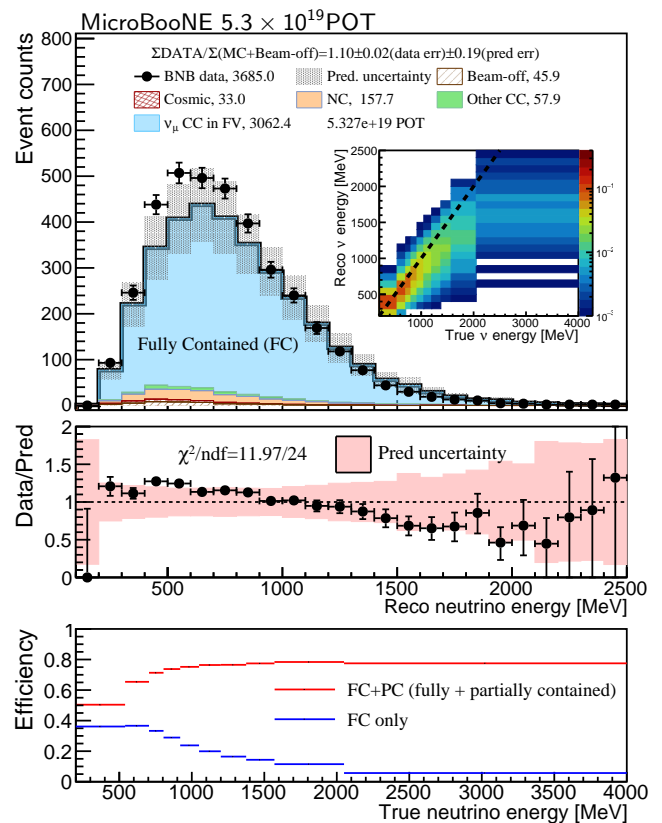 MicroBooNE 5.3 × 10¹⁹POT
ΣDATA/Σ(MC+Beam-off)=1.10±0.02(data err)±0.19(pred err)
BNB data, 3685.0 Pred. uncertainty Beam-off, 45.9
Cosmic, 33.0 NC, 157.7 Other CC, 57.9
ν_μ CC in FV, 3062.4 5.327e+19 POT
Event counts
800
700
600
500
400
300
200
100
0
Fully Contained (FC)
Reco ν energy [MeV]
2500
2000
1500
1000
500
1000 2000 3000 4000
True ν energy [MeV]
10⁻¹
10⁻²
10⁻³
Data/Pred
2
1.5
1
0.5
0
χ²/ndf=11.97/24 Pred uncertainty
500 1000 1500 2000 2500
Reco neutrino energy [MeV]
Efficiency
0.8
0.6
0.4
0.2
0
FC+PC (fully + partially contained)
FC only
500 1000 1500 2000 2500 3000 3500 4000
True neutrino energy [MeV]